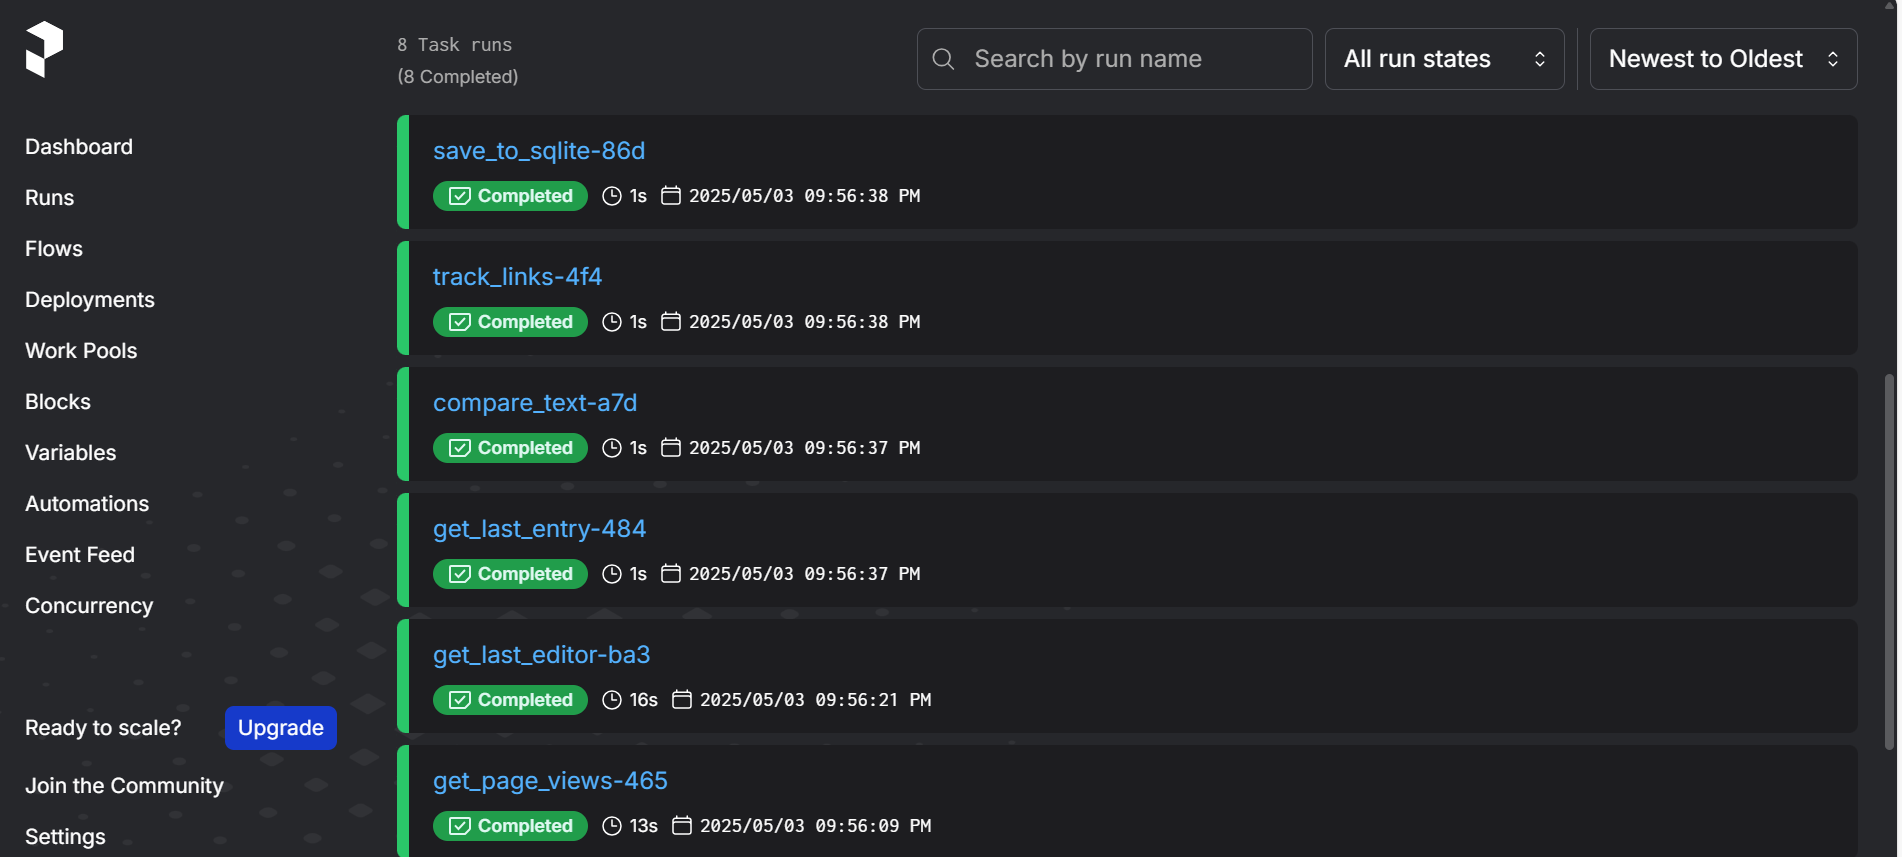 Dashboard
Runs
Flows
Deployments
Work Pools
Blocks
Variables
Automations
Event Feed
Concurrency
Ready to scale? Upgrade
Join the Community
Settings
8 Task runs
(8 Completed)
Search by run name
All run states
Newest to Oldest
save_to_sqlite-86d
Completed 1s 2025/05/03 09:56:38 PM
track_links-4f4
Completed 1s 2025/05/03 09:56:38 PM
compare_text-a7d
Completed 1s 2025/05/03 09:56:37 PM
get_last_entry-484
Completed 1s 2025/05/03 09:56:37 PM
get_last_editor-ba3
Completed 16s 2025/05/03 09:56:21 PM
get_page_views-465
Completed 13s 2025/05/03 09:56:09 PM